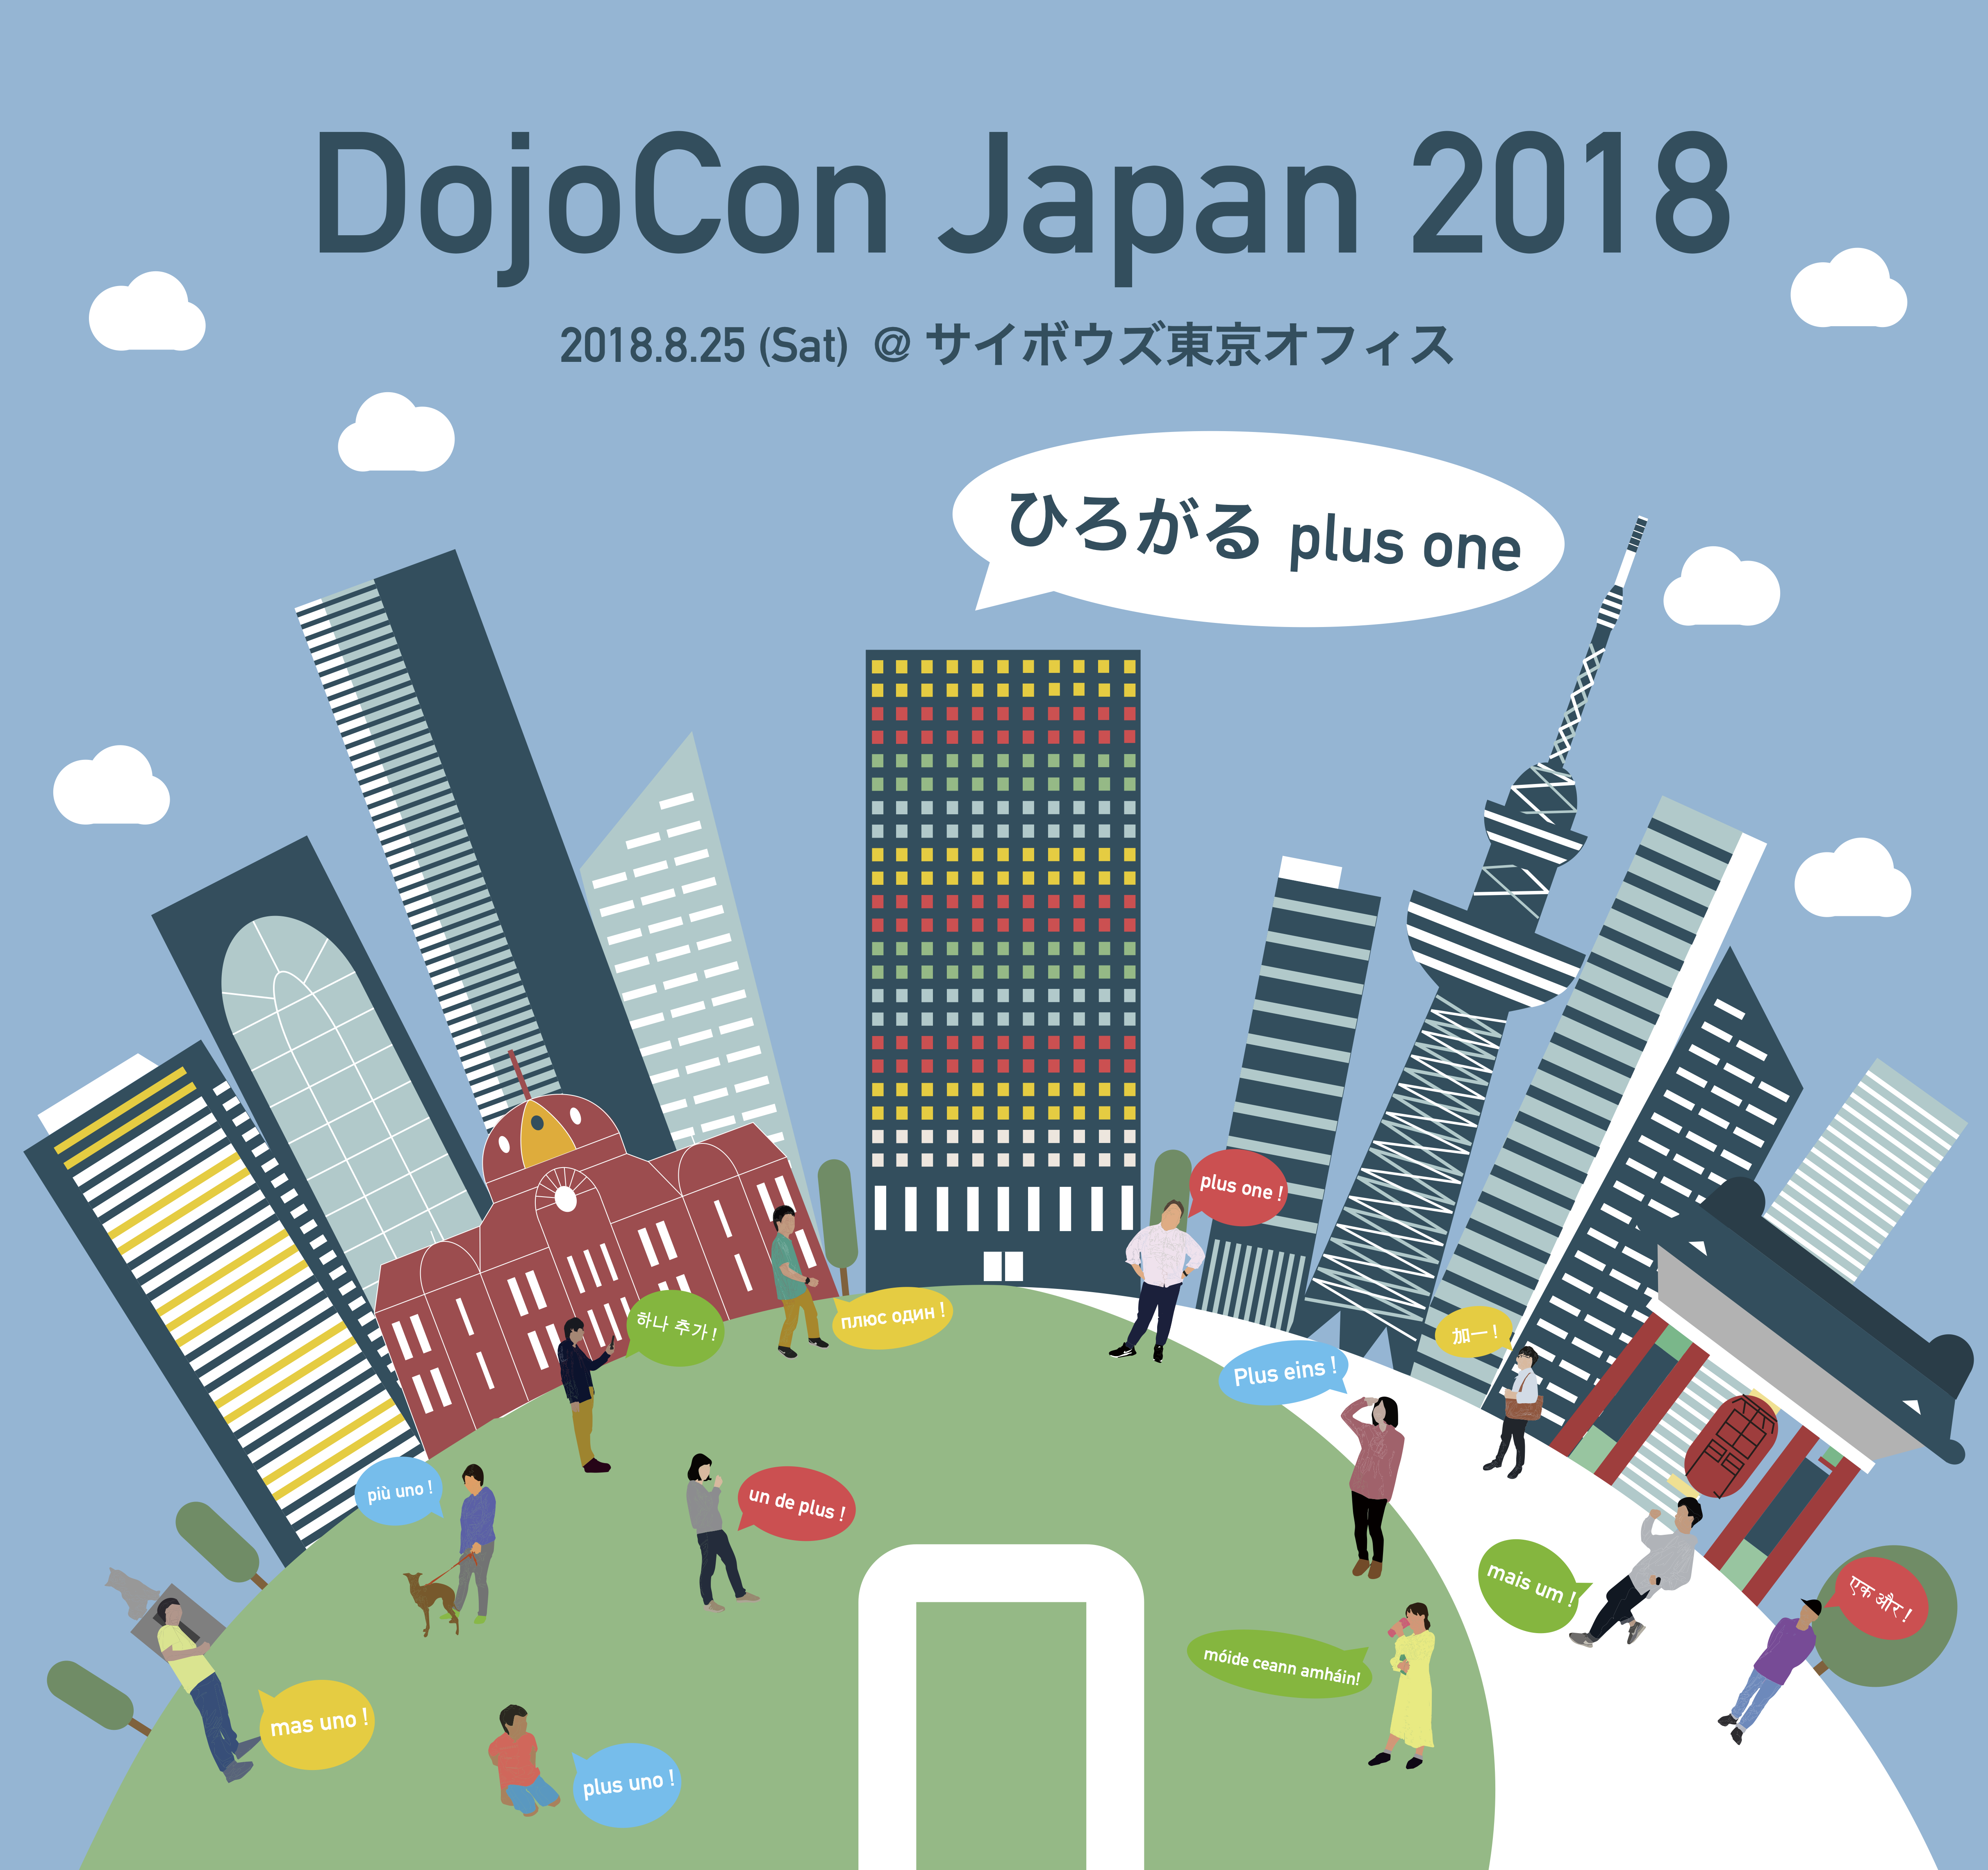 DojoCon Japan 2018
2018.8.25 (Sat) @ サイボウズ東京オフィス
ひろがる plus one
plus one !
하나 추가 !
плюс один !
加一 !
Plus eins !
più uno !
un de plus !
mais um !
एक और !
móide ceann amháin!
mas uno !
plus uno !